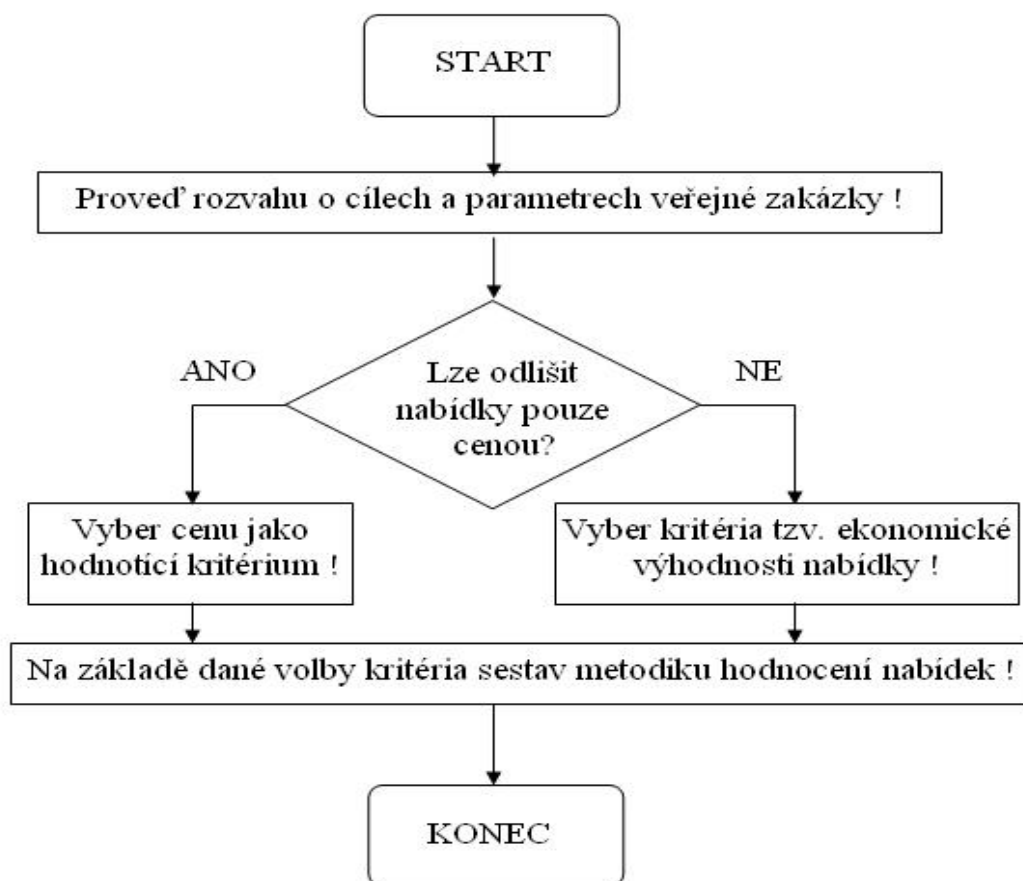 START
Proveď rozvahu o cílech a parametrech veřejné zakázky !
ANO
Lze odlišit
nabídky pouze
cenou?
NE
Vyber cenu jako
hodnotící kritérium !
Vyber kritéria tzv. ekonomické
výhodnosti nabídky !
Na základě dané volby kritéria sestav metodiku hodnocení nabídek !
KONEC